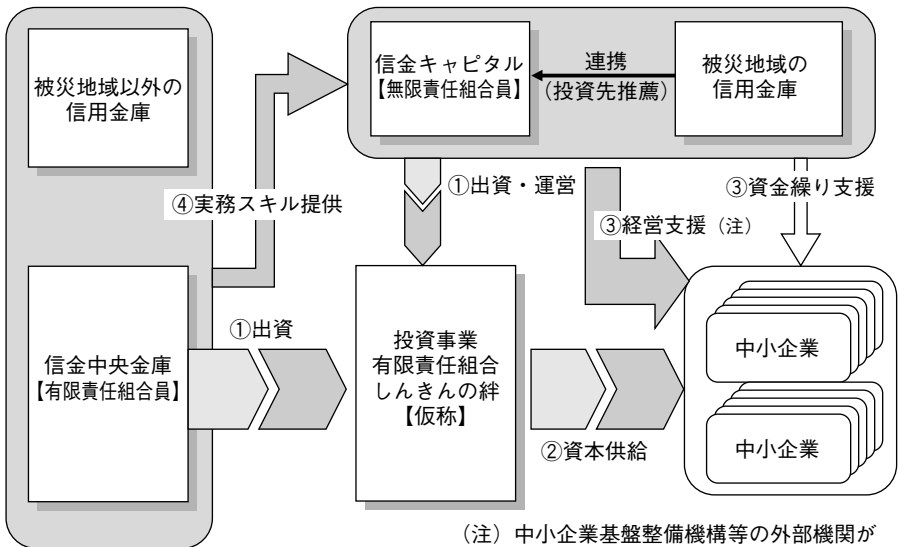 被災地域以外の
信用金庫
信金キャピタル
【無限責任組合員】
連携
（投資先推薦）
被災地域の
信用金庫
④実務スキル提供
①出資・運営
③経営支援（注）
③資金繰り支援
信金中央金庫
【有限責任組合員】
①出資
投資事業
有限責任組合
しんきんの絆
【仮称】
②資本供給
中小企業
中小企業
（注）中小企業基盤整備機構等の外部機関が